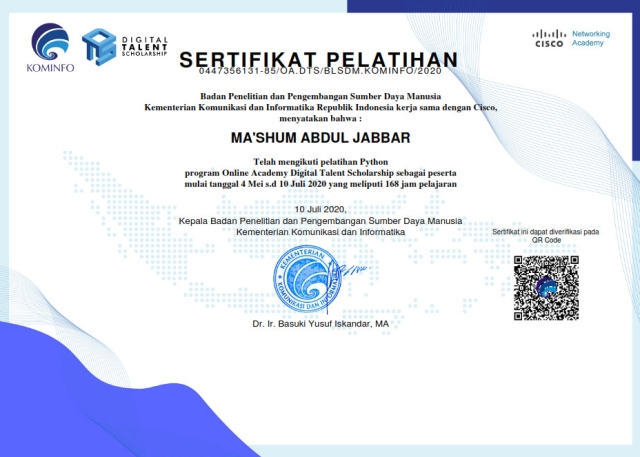 KOMINFO
DIGITAL
TALENT
SCHOLARSHIP
CISCO
Networking
Academy
SERTIFIKAT PELATIHAN
0447356131-85/OA.DTS/BLSDM.KOMINFO/2020
Badan Penelitian dan Pengembangan Sumber Daya Manusia
Kementerian Komunikasi dan Informatika Republik Indonesia kerja sama dengan Cisco,
menyatakan bahwa :
MA'SHUM ABDUL JABBAR
Telah mengikuti pelatihan Python
program Online Academy Digital Talent Scholarship sebagai peserta
mulai tanggal 4 Mei s.d 10 Juli 2020 yang meliputi 168 jam pelajaran
10 Juli 2020,
Kepala Badan Penelitian dan Pengembangan Sumber Daya Manusia
Kementerian Komunikasi dan Informatika
Sertifikat ini dapat diverifikasi pada
QR Code
KEMENTERIAN
KOMUNIKASI DAN INFORMATIKA
Dr. Ir. Basuki Yusuf Iskandar, MA